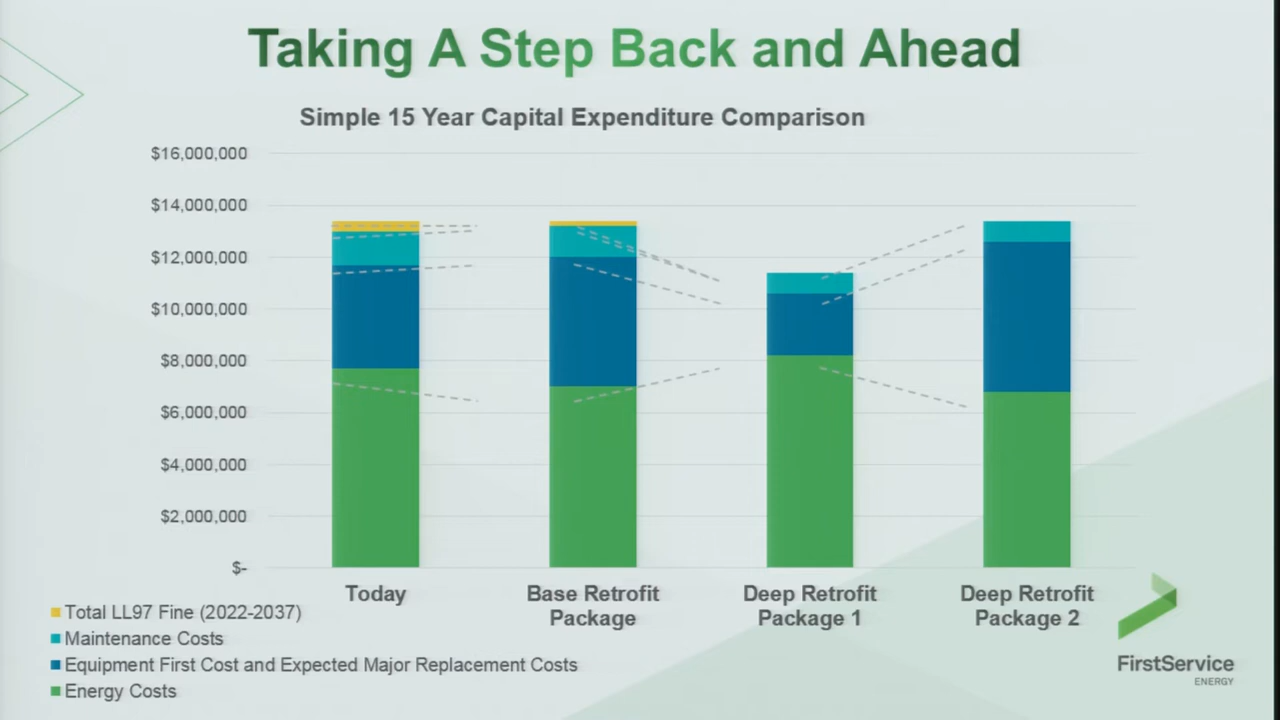 Taking A Step Back and Ahead
Simple 15 Year Capital Expenditure Comparison
$16,000,000
$14,000,000
$12,000,000
$10,000,000
$8,000,000
$6,000,000
$4,000,000
$2,000,000
$-
Today
Base Retrofit
Package
Deep Retrofit
Package 1
Deep Retrofit
Package 2
Total LL97 Fine (2022-2037)
Maintenance Costs
Equipment First Cost and Expected Major Replacement Costs
Energy Costs
FirstService
ENERGY